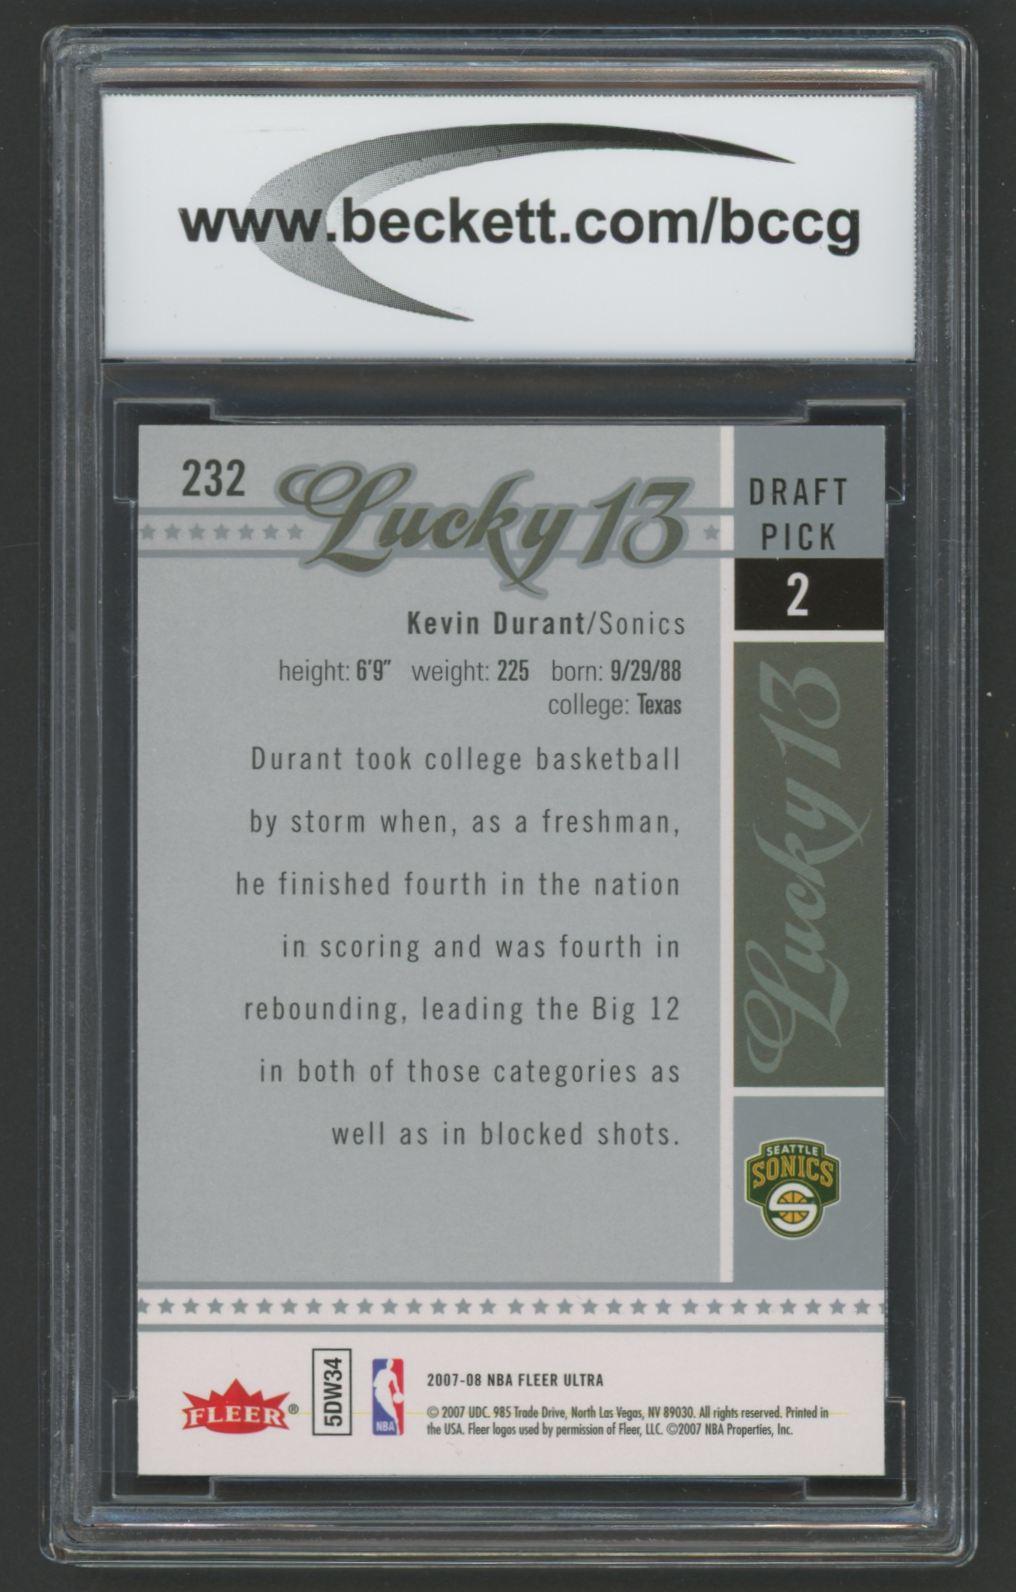 www.beckett.com/bccg
232
Lucky 13
DRAFT
PICK
2
Kevin Durant/Sonics
height: 6'9" weight: 225 born: 9/29/88
college: Texas
Durant took college basketball
by storm when, as a freshman,
he finished fourth in the nation
in scoring and was fourth in
rebounding, leading the Big 12
in both of those categories as
well as in blocked shots.
Lucky 13
SEATTLE
SONICS
FLEER®
5DW34
NBA
2007-08 NBA FLEER ULTRA
© 2007 UDC. 985 Trade Drive, North Las Vegas, NV 89030. All rights reserved. Printed in
the USA. Fleer logos used by permission of Fleer, LLC. ©2007 NBA Properties, Inc.